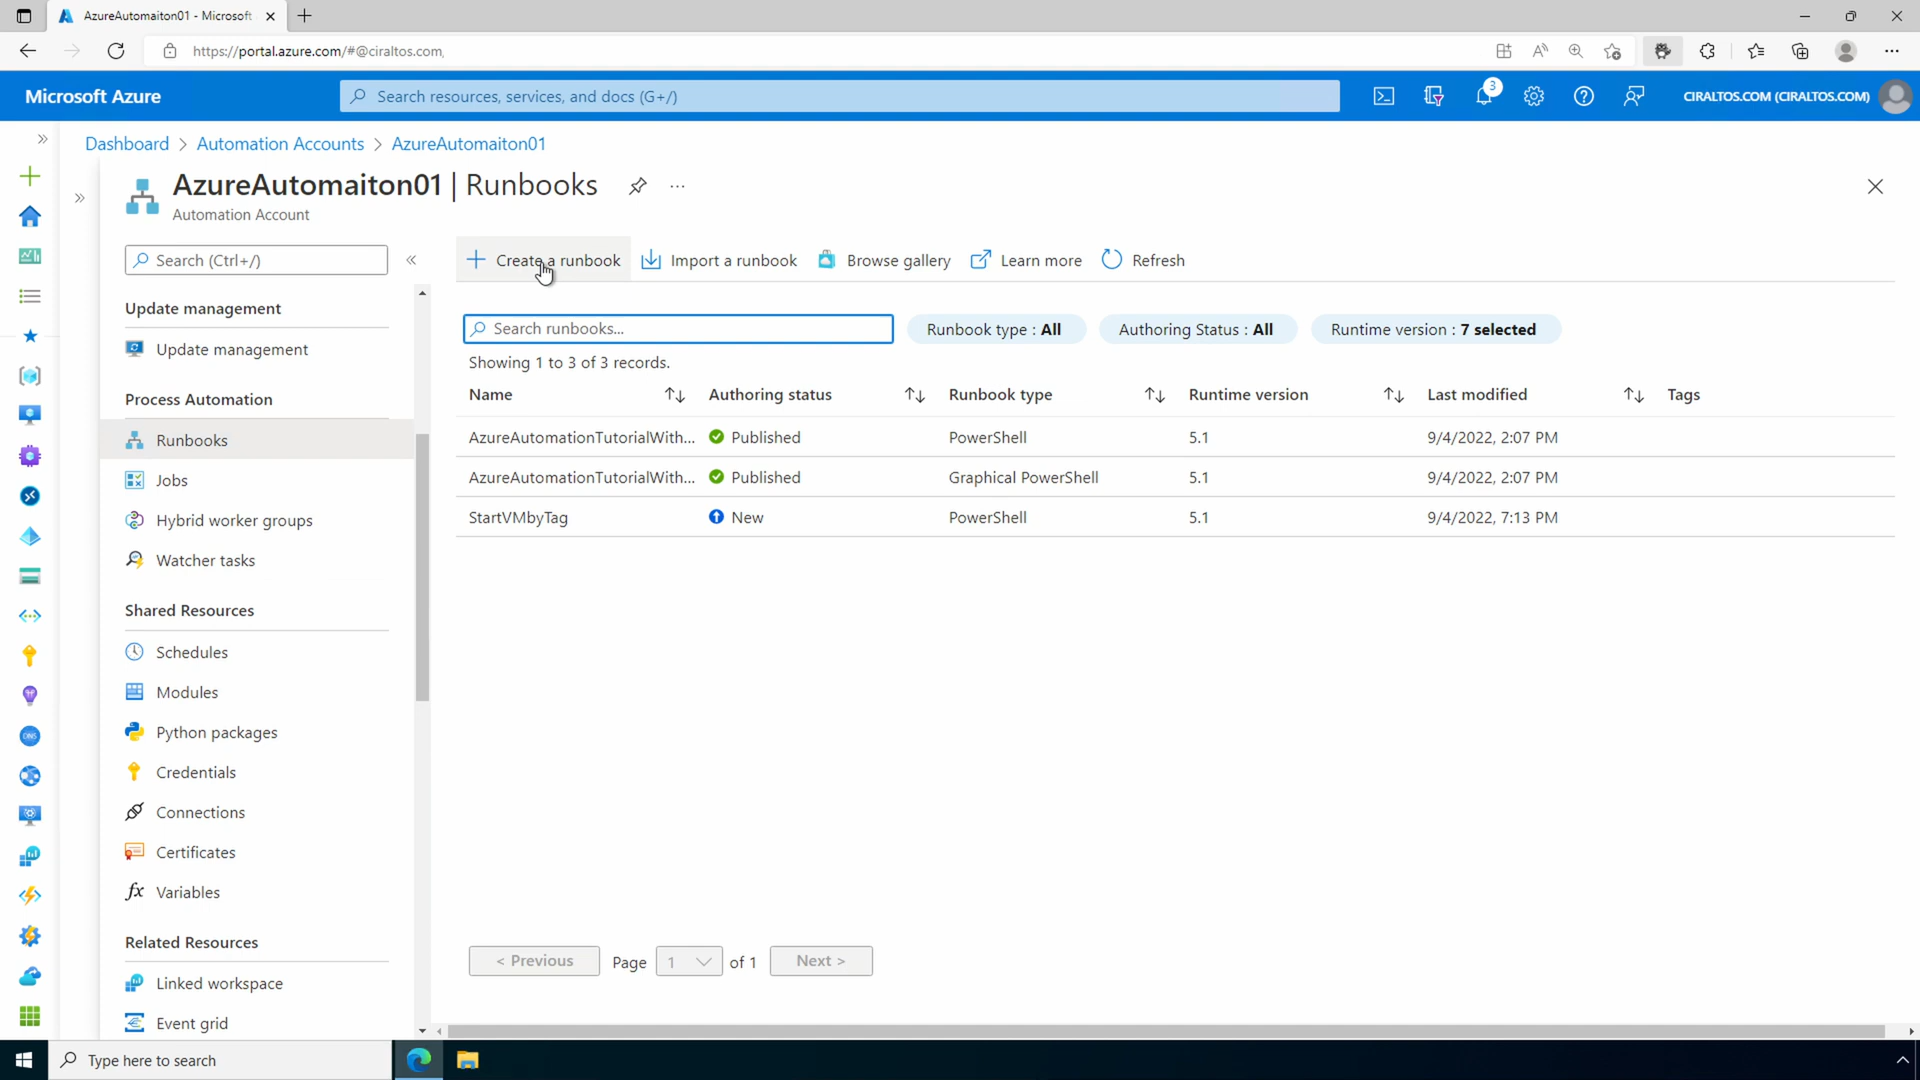 AzureAutomaiton01 - Microsoft
https://portal.azure.com/#@ciraltos.com,
Microsoft Azure
Search resources, services, and docs (G+/)
3
CIRALTOS.COM (CIRALTOS.COM)
Dashboard > Automation Accounts > AzureAutomaiton01
AzureAutomaiton01 | Runbooks
Automation Account
Search (Ctrl+/)
Update management
Update management
Process Automation
Runbooks
Jobs
Hybrid worker groups
Watcher tasks
Shared Resources
Schedules
Modules
Python packages
Credentials
Connections
Certificates
Variables
Related Resources
Linked workspace
Event grid
Create a runbook Import a runbook Browse gallery Learn more Refresh
Search runbooks... Runbook type : All Authoring Status : All Runtime version : 7 selected
Showing 1 to 3 of 3 records.
Name Authoring status Runbook type Runtime version Last modified Tags
AzureAutomationTutorialWith... Published PowerShell 5.1 9/4/2022, 2:07 PM
AzureAutomationTutorialWith... Published Graphical PowerShell 5.1 9/4/2022, 2:07 PM
StartVMbyTag New PowerShell 5.1 9/4/2022, 7:13 PM
< Previous Page 1 of 1 Next >
Type here to search